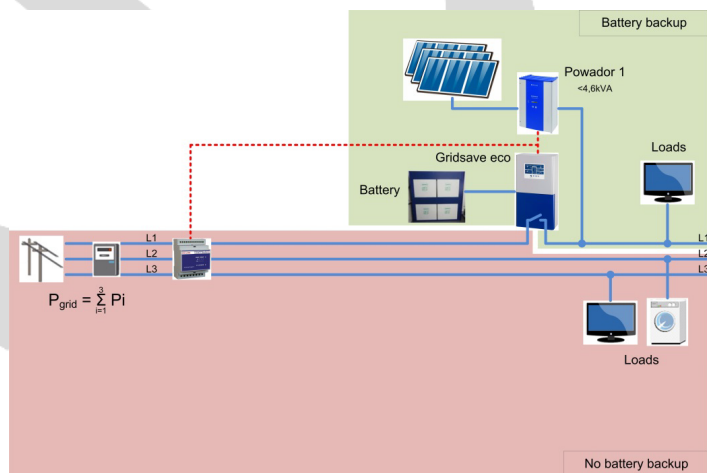 Battery backup
Powador 1
<4,6kVA
Gridsave eco
Loads
Battery
L1
L2
L3
L1
L2
L3
P grid = 3 Σ i=1 Pi
Loads
No battery backup